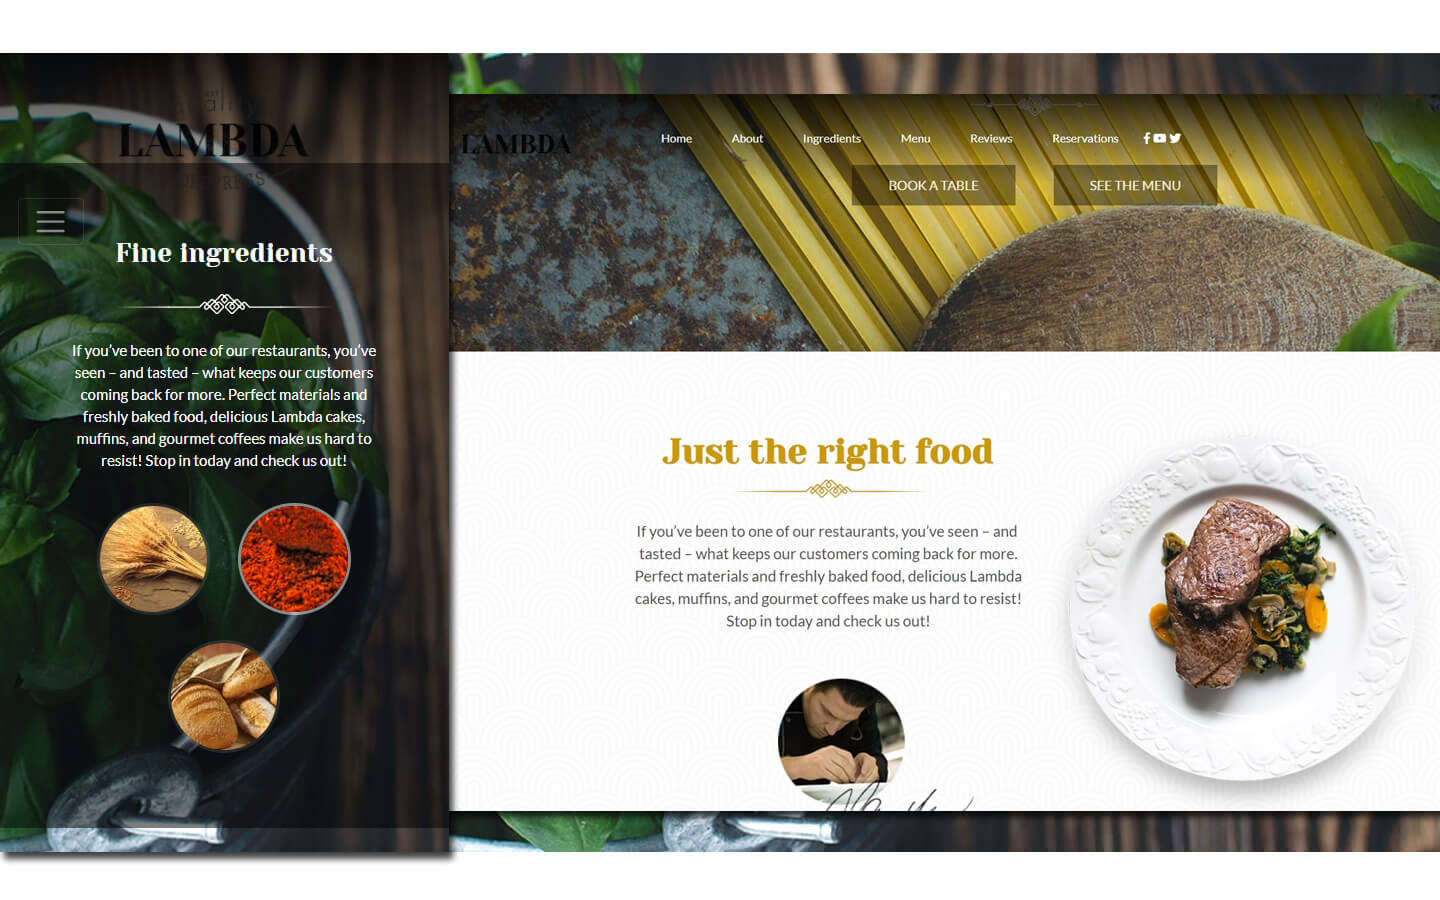 LAMBDA
Fine ingredients
If you've been to one of our restaurants, you've
seen – and tasted – what keeps our customers
coming back for more. Perfect materials and
freshly baked food, delicious Lambda cakes,
muffins, and gourmet coffees make us hard to
resist! Stop in today and check us out!
LAMBDA
Home About Ingredients Menu Reviews Reservations
BOOK A TABLE SEE THE MENU
Just the right food
If you've been to one of our restaurants, you've seen – and
tasted – what keeps our customers coming back for more.
Perfect materials and freshly baked food, delicious Lambda
cakes, muffins, and gourmet coffees make us hard to resist!
Stop in today and check us out!